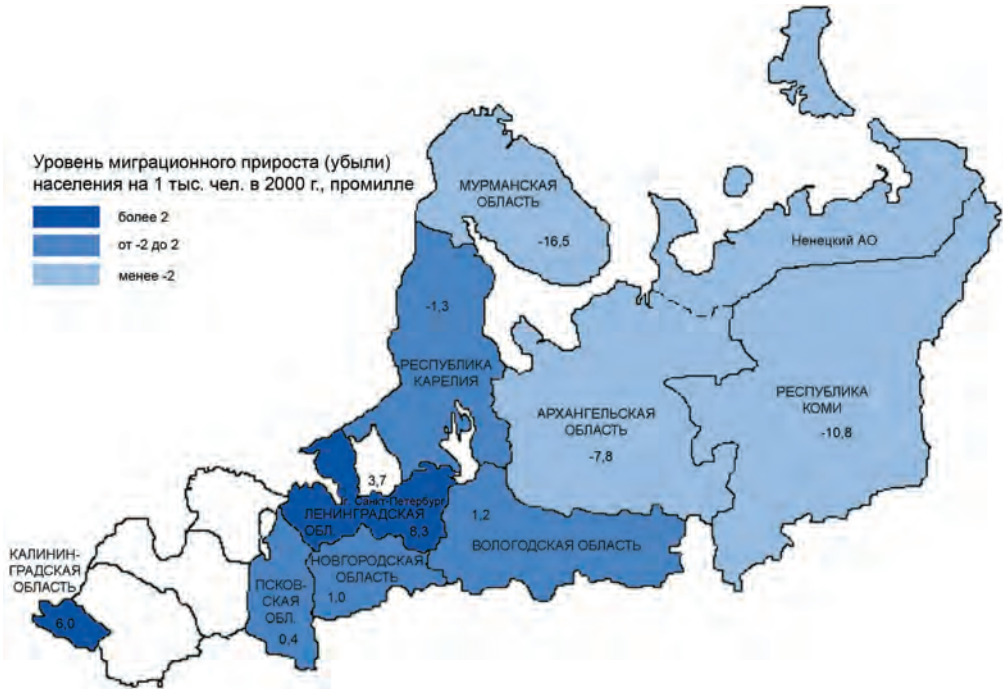 Уровень миграционного прироста (убыли)
населения на 1 тыс. чел. в 2000 г., промилле
более 2
от -2 до 2
менее -2
МУРМАНСКАЯ
ОБЛАСТЬ
-16,5
Ненецкий АО
-1,3
РЕСПУБЛИКА
КАРЕЛИЯ
АРХАНГЕЛЬСКАЯ
ОБЛАСТЬ
-7,8
РЕСПУБЛИКА
КОМИ
-10,8
3,7
г. Санкт-Петербург
ЛЕНИНГРАДСКАЯ
ОБЛ.
8,3
1,2
ВОЛОГОДСКАЯ ОБЛАСТЬ
НОВГОРОДСКАЯ
ОБЛАСТЬ
1,0
ПСКОВ-
СКАЯ
ОБЛ.
0,4
КАЛИНИН-
ГРАДСКАЯ
ОБЛАСТЬ
6,0